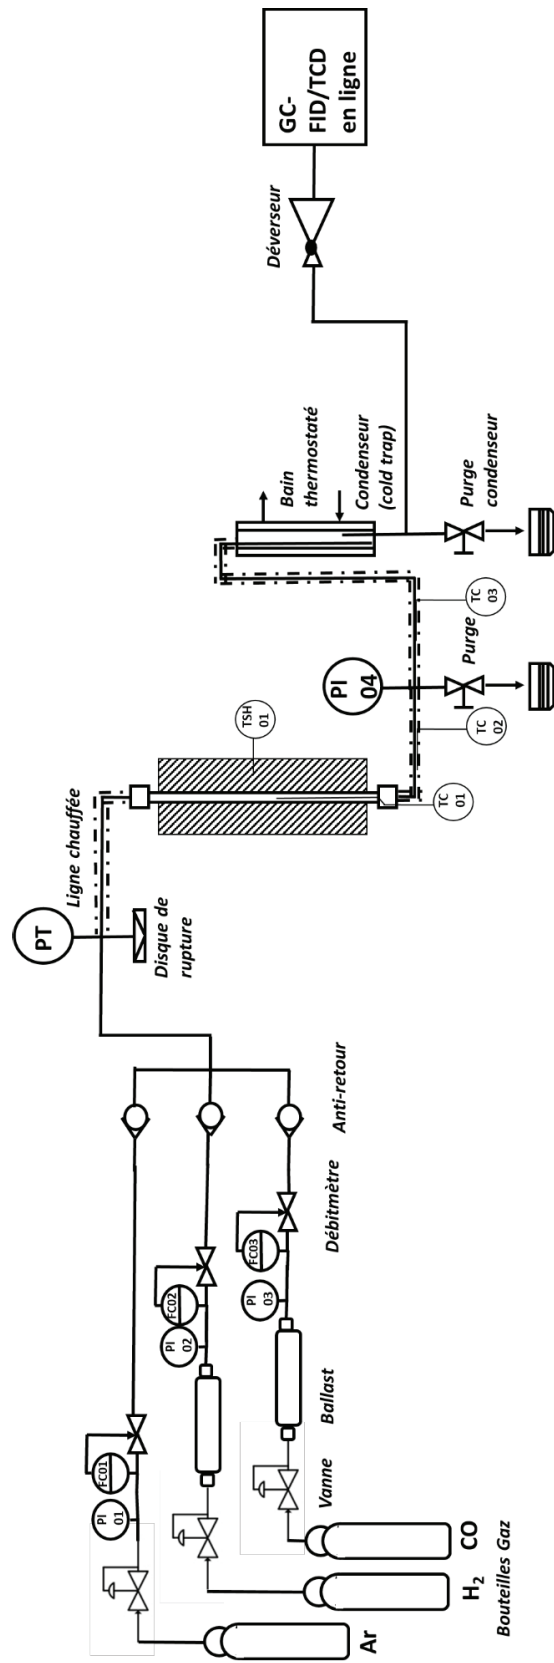 Ar
H₂
CO
Bouteilles Gaz
Vanne
Ballast
PI
01
FC01
PI
02
FC02
PI
03
FC03
Débitmètre
Anti-retour
PT
Disque de
rupture
Ligne chauffée
TSH
01
TC
01
TC
02
PI
04
Purge
TC
03
Bain
thermostaté
Condenseur
(cold trap)
Purge
condenseur
Déverseur
GC-
FID/TCD
en ligne